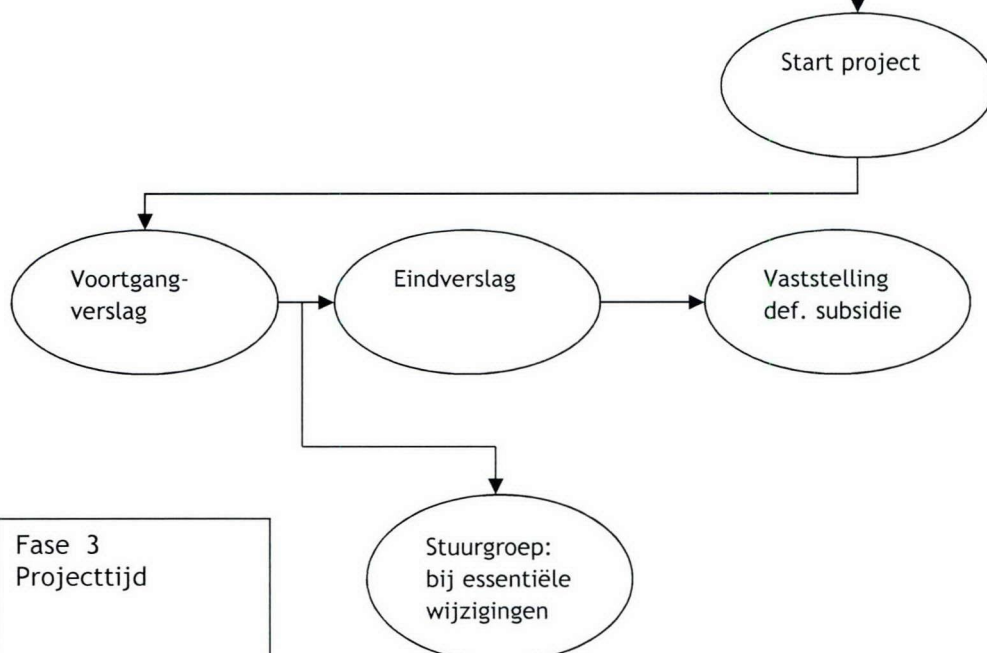 Start project
Voortgang-
verslag
Eindverslag
Vaststelling
def. subsidie
Stuurgroep:
bij essentiële
wijzigingen
Fase 3
Projecttijd